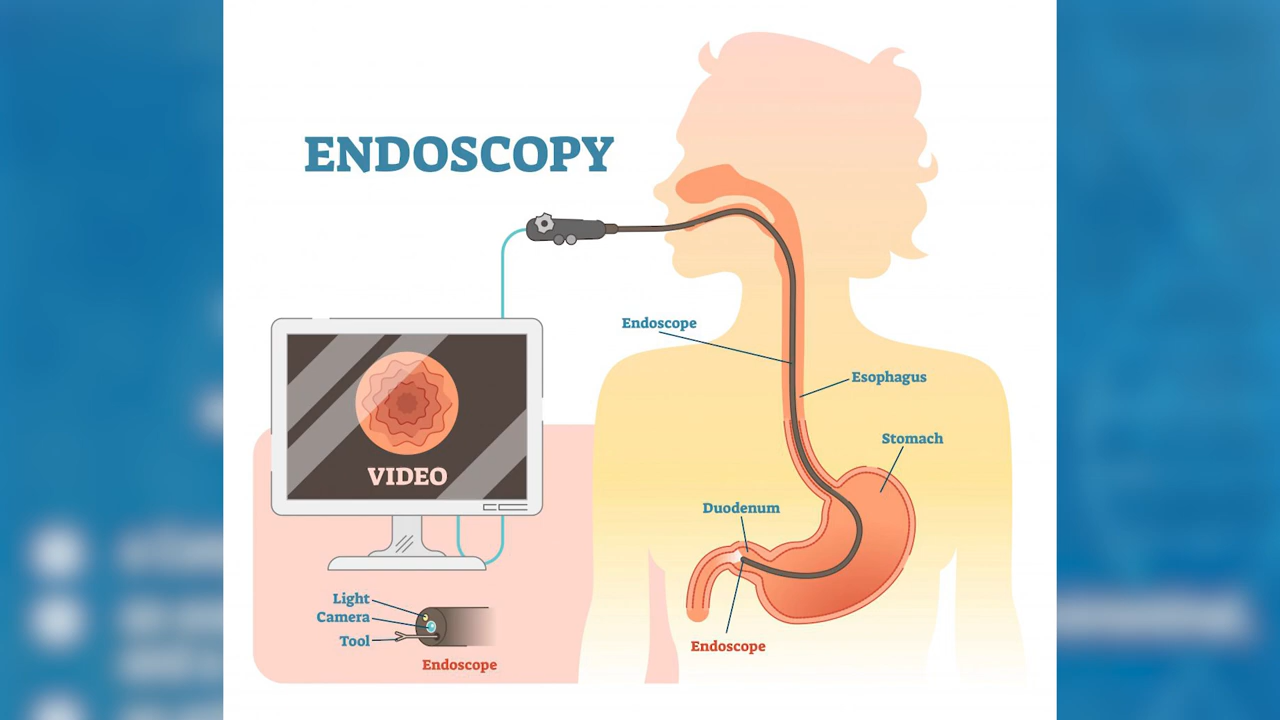 ENDOSCOPY
Endoscope
Esophagus
Stomach
VIDEO
Duodenum
Light
Camera
Tool
Endoscope
Endoscope